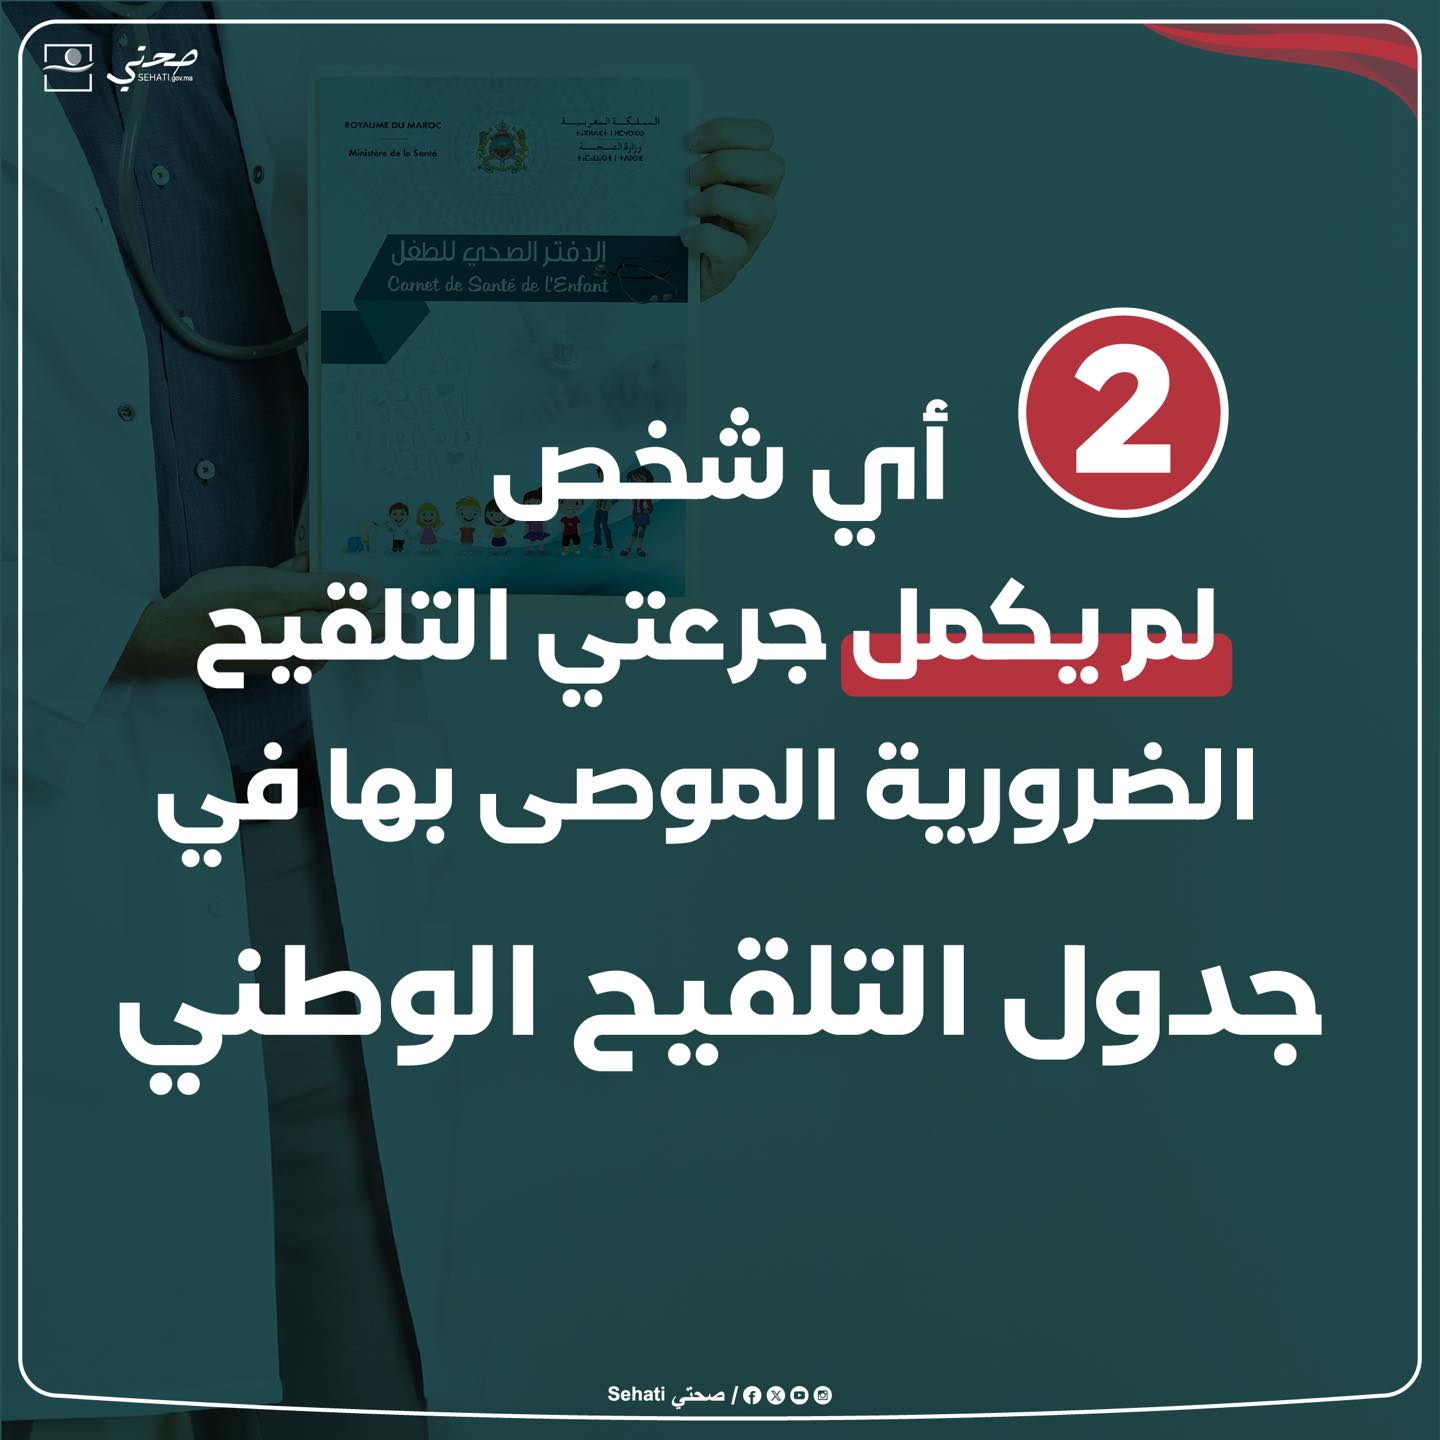 صحتي
SEHATI.gov.ma
ROYAUME DU MAROC
Ministère de la Santé
المملكة المغربية
وزارة الصحة
الدفتر الصحي للطفل
Carnet de Santé de l'Enfant
2
أي شخص
لم يكمل جرعتي التلقيح
الضرورية الموصى بها في
جدول التلقيح الوطني
Sehati صحتي /